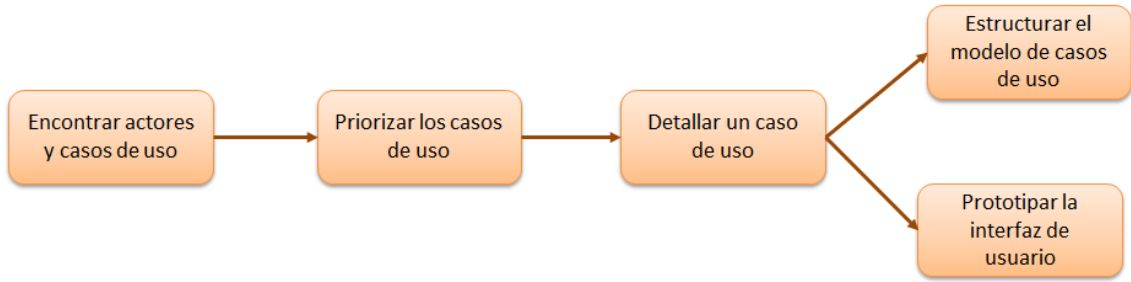 Encontrar actores
y casos de uso
Priorizar los casos
de uso
Detallar un caso
de uso
Estructurar el
modelo de casos
de uso
Prototipar la
interfaz de
usuario